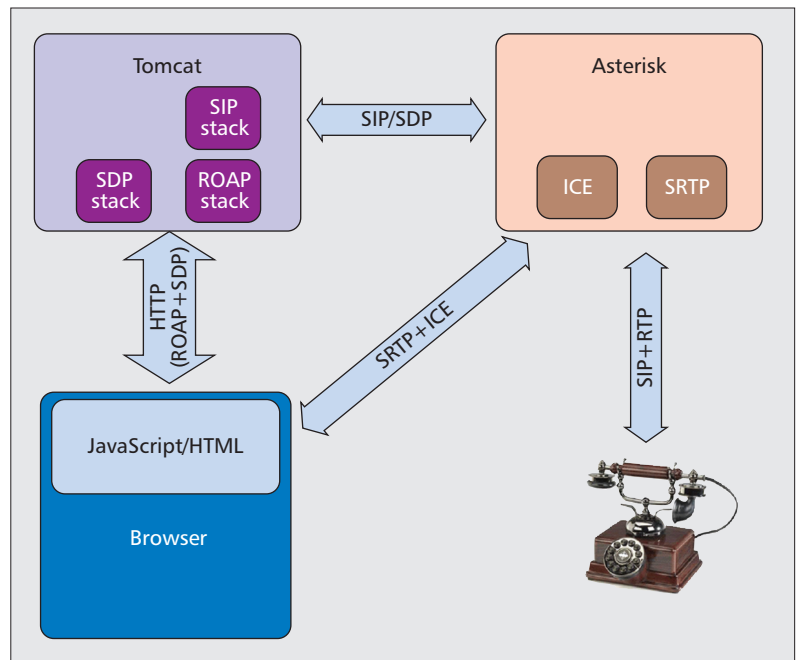 Tomcat
SIP
stack
SDP
stack
ROAP
stack
SIP/SDP
Asterisk
ICE
SRTP
HTTP
(ROAP+SDP)
SRTP+ICE
SIP+RTP
JavaScript/HTML
Browser